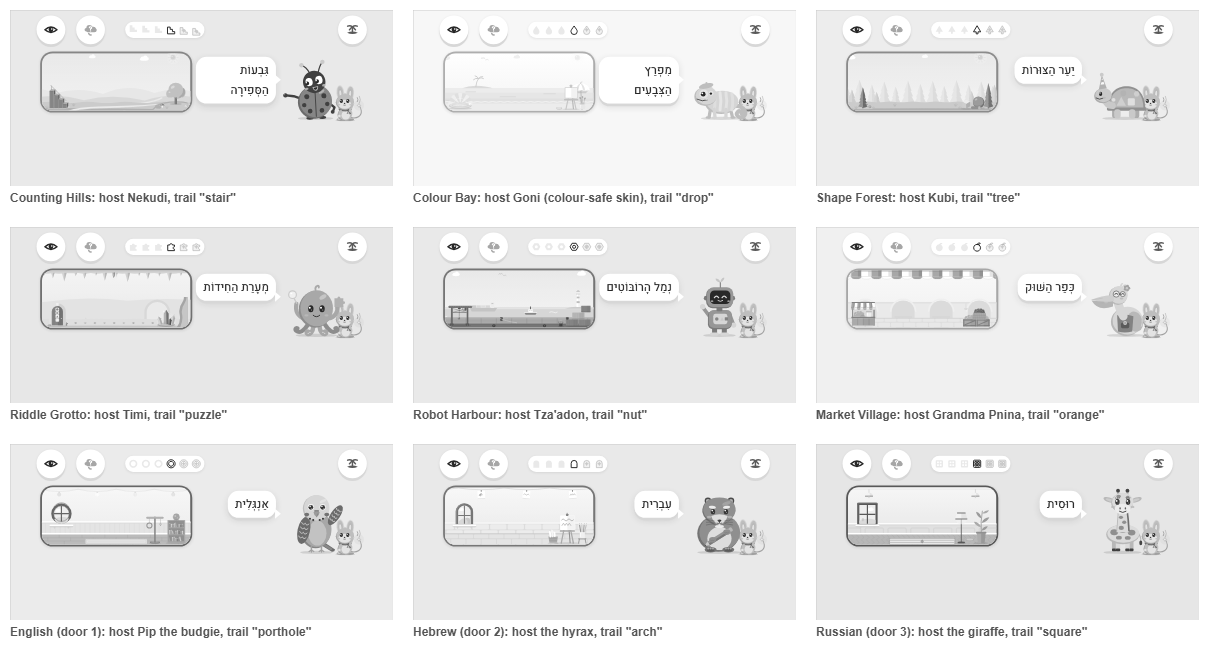 גִּבְעוֹת
הַסְּפִירָה
Counting Hills: host Nekudi, trail "stair"
מִפְרַץ
הַצְּבָעִים
Colour Bay: host Goni (colour-safe skin), trail "drop"
יַעַר הַצּוּרוֹת
Shape Forest: host Kubi, trail "tree"
מְעָרַת הַחִידוֹת
Riddle Grotto: host Timi, trail "puzzle"
נְמַל הָרוֹבּוֹטִים
Robot Harbour: host Tza'adon, trail "nut"
כְּפַר הַשּׁוּק
Market Village: host Grandma Pnina, trail "orange"
אַנְגְּלִית
English (door 1): host Pip the budgie, trail "porthole"
עִבְרִית
Hebrew (door 2): host the hyrax, trail "arch"
רוּסִית
Russian (door 3): host the giraffe, trail "square"